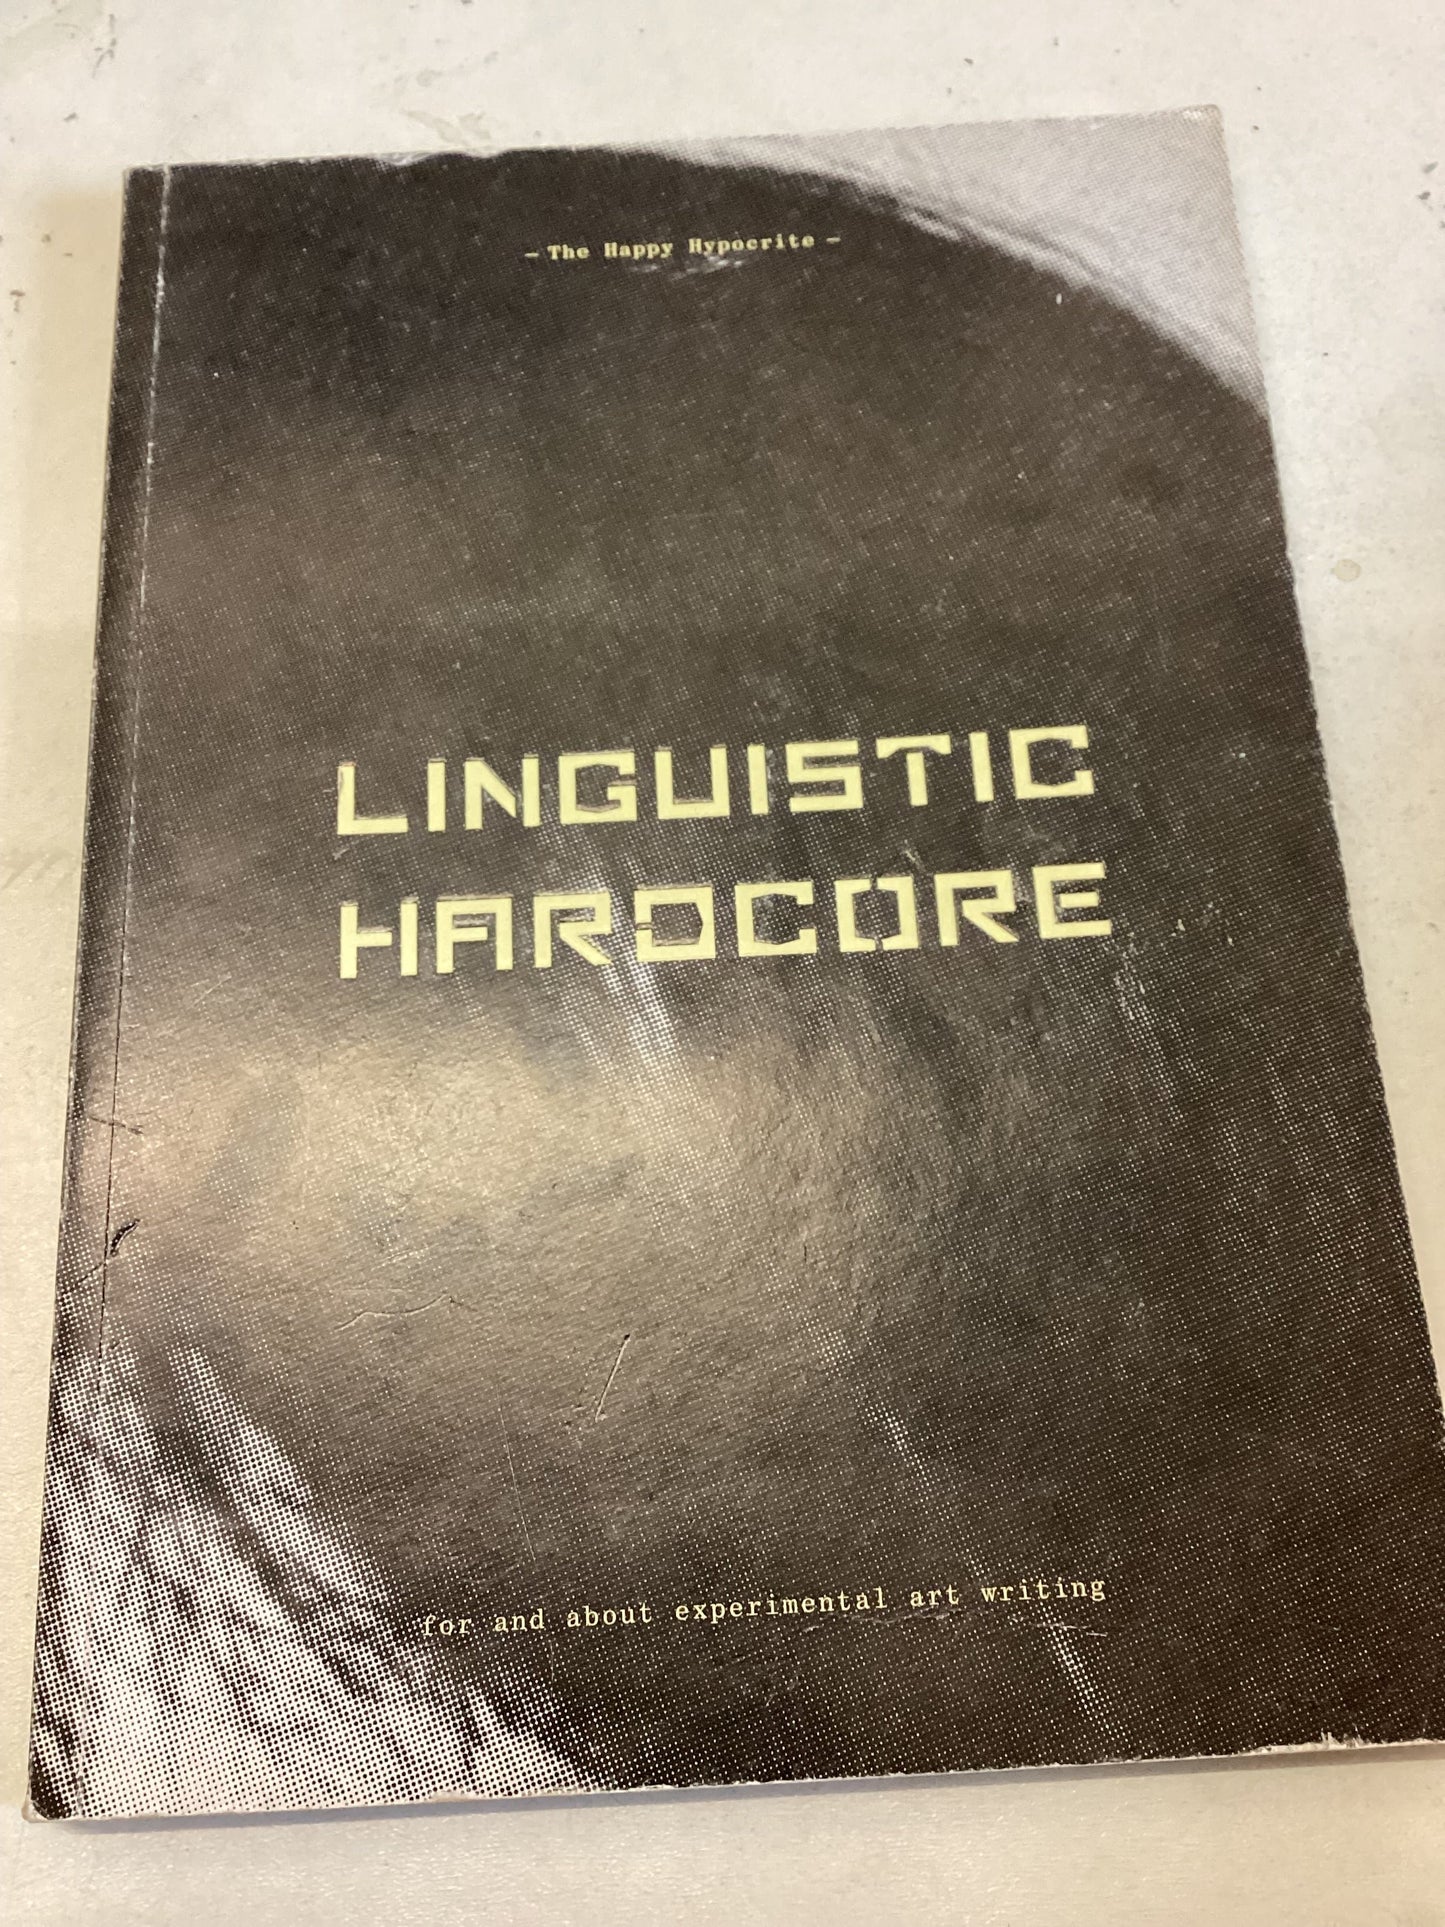 – The Happy Hypocrite –
LINGUISTIC
HARDCORE
for and about experimental art writing